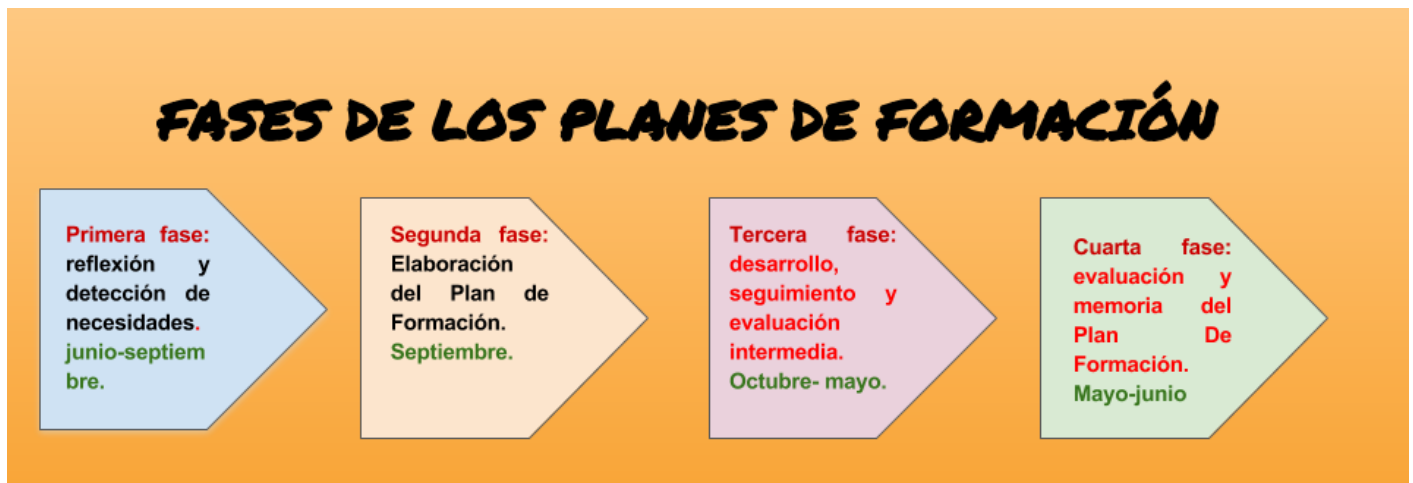 FASES DE LOS PLANES DE FORMACIÓN
Primera fase:
reflexión y
detección de
necesidades.
junio-septiem
bre.
Segunda fase:
Elaboración
del Plan de
Formación.
Septiembre.
Tercera fase:
desarrollo,
seguimiento y
evaluación
intermedia.
Octubre- mayo.
Cuarta fase:
evaluación y
memoria del
Plan De
Formación.
Mayo-junio